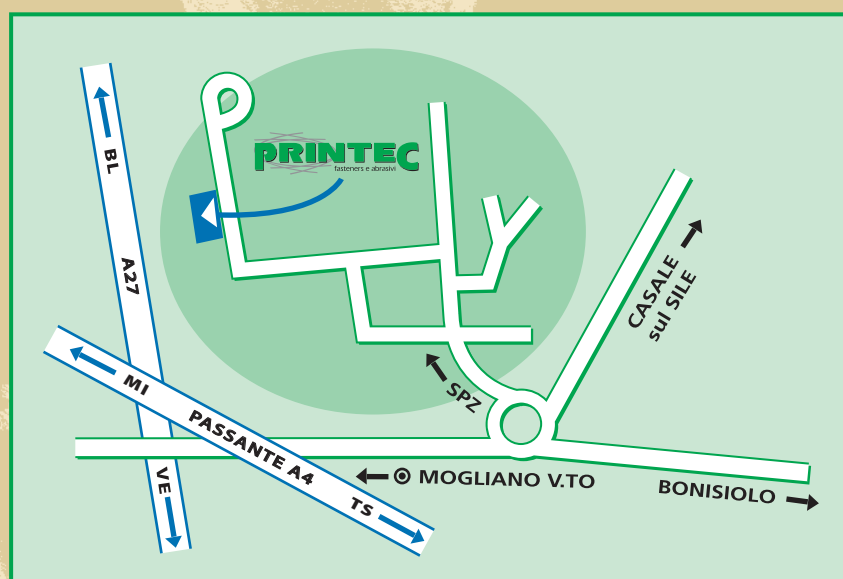 BL
A27
PRINTEC
fasteners e abrasivi
CASALE
sul SILE
MI
PASSANTE A4
TS
VE
SPZ
MOGLIANO V.TO
BONISIOLO